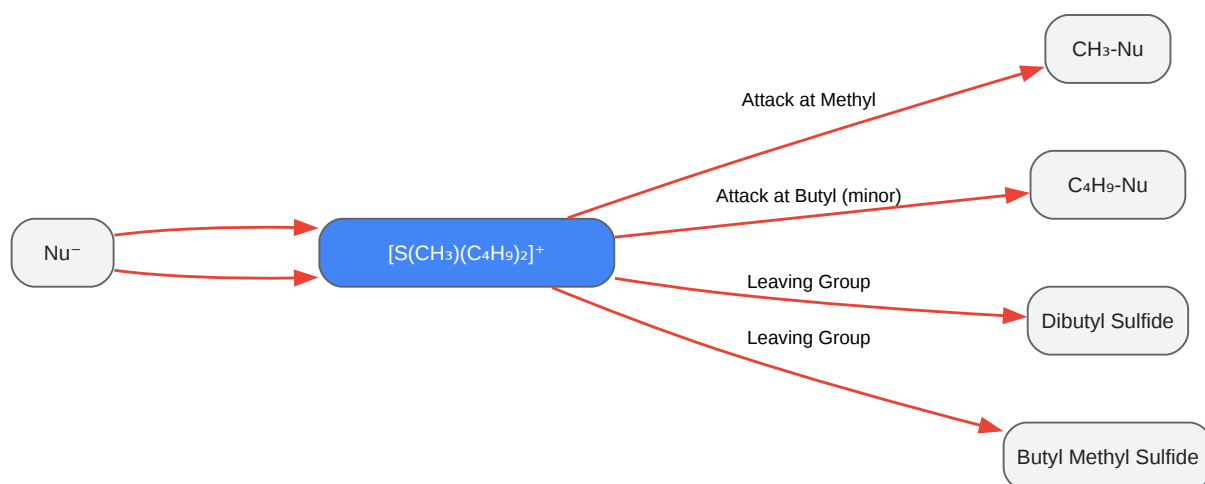 CH₃-Nu
Attack at Methyl
C₄H₉-Nu
Attack at Butyl (minor)
Nu⁻
[S(CH₃)(C₄H₉)₂]⁺
Leaving Group
Dibutyl Sulfide
Leaving Group
Butyl Methyl Sulfide